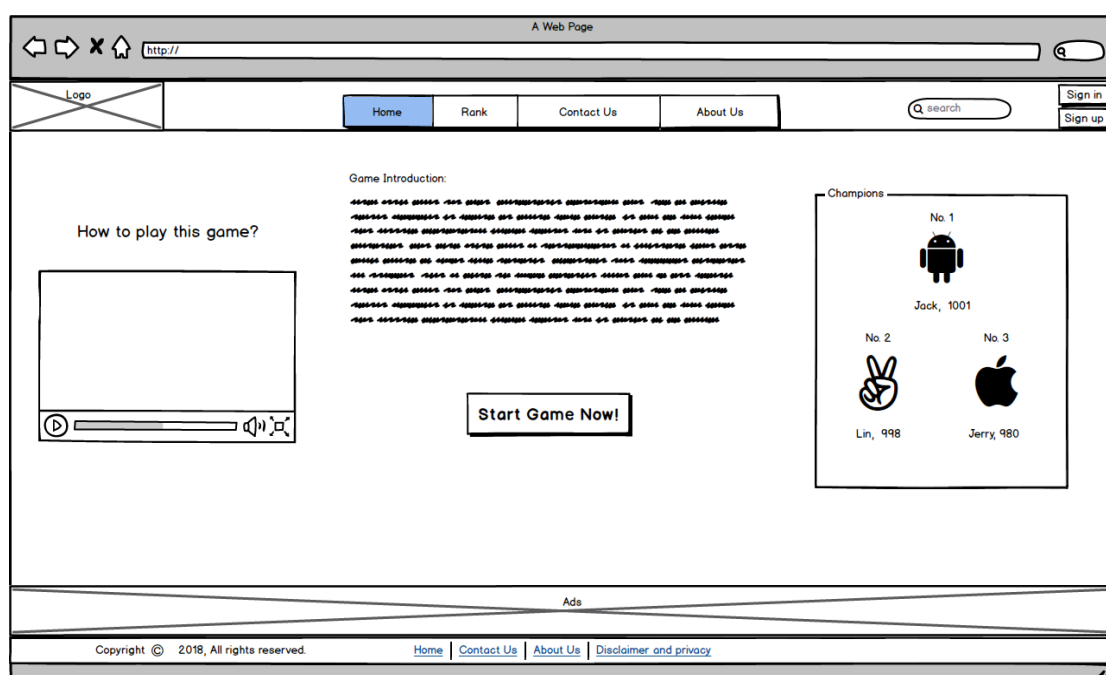 A Web Page
http://
Logo
Home
Rank
Contact Us
About Us
search
Sign in
Sign up
How to play this game?
Game Introduction:
Start Game Now!
Champions
No. 1
Jack, 1001
No. 2
No. 3
Lin, 998
Jerry, 980
Ads
Copyright © 2018, All rights reserved.
Home
Contact Us
About Us
Disclaimer and privacy